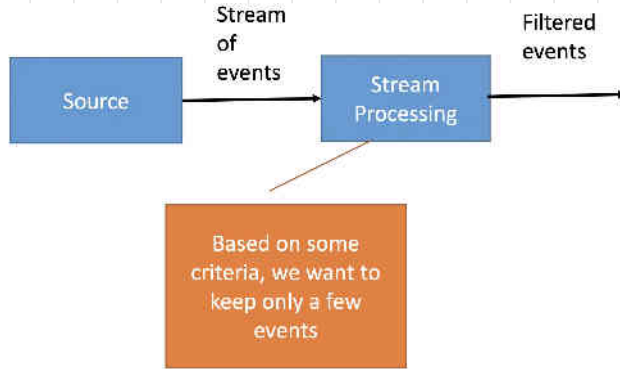 Stream
of
events
Filtered
events
Source
Stream
Processing
Based on some
criteria, we want to
keep only a few
events